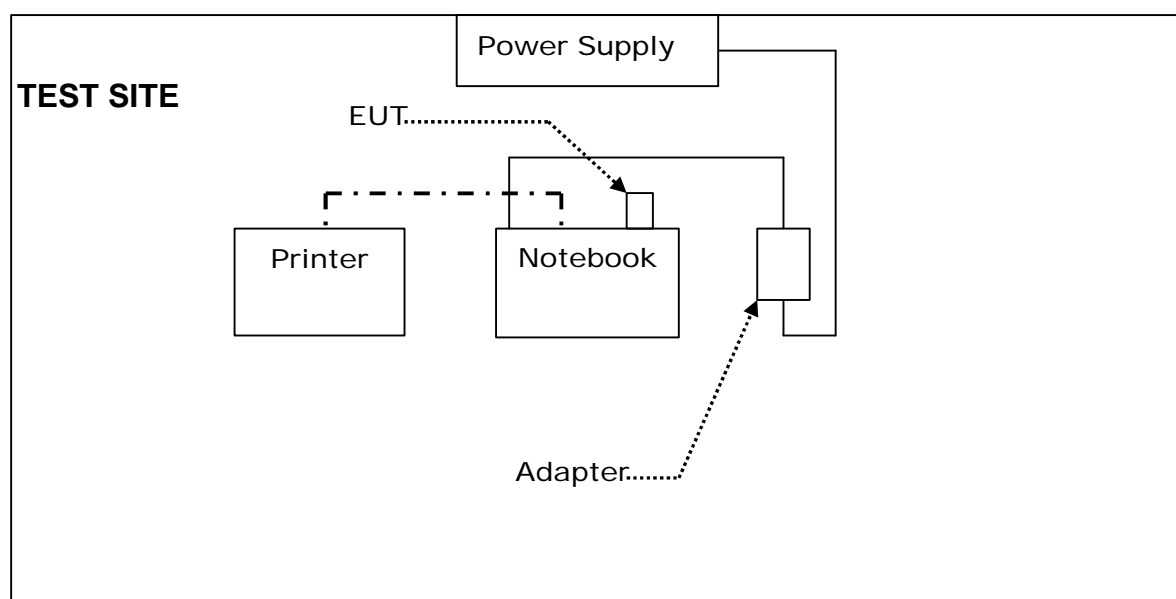 Power Supply
TEST SITE
EUT
Printer
Notebook
Adapter